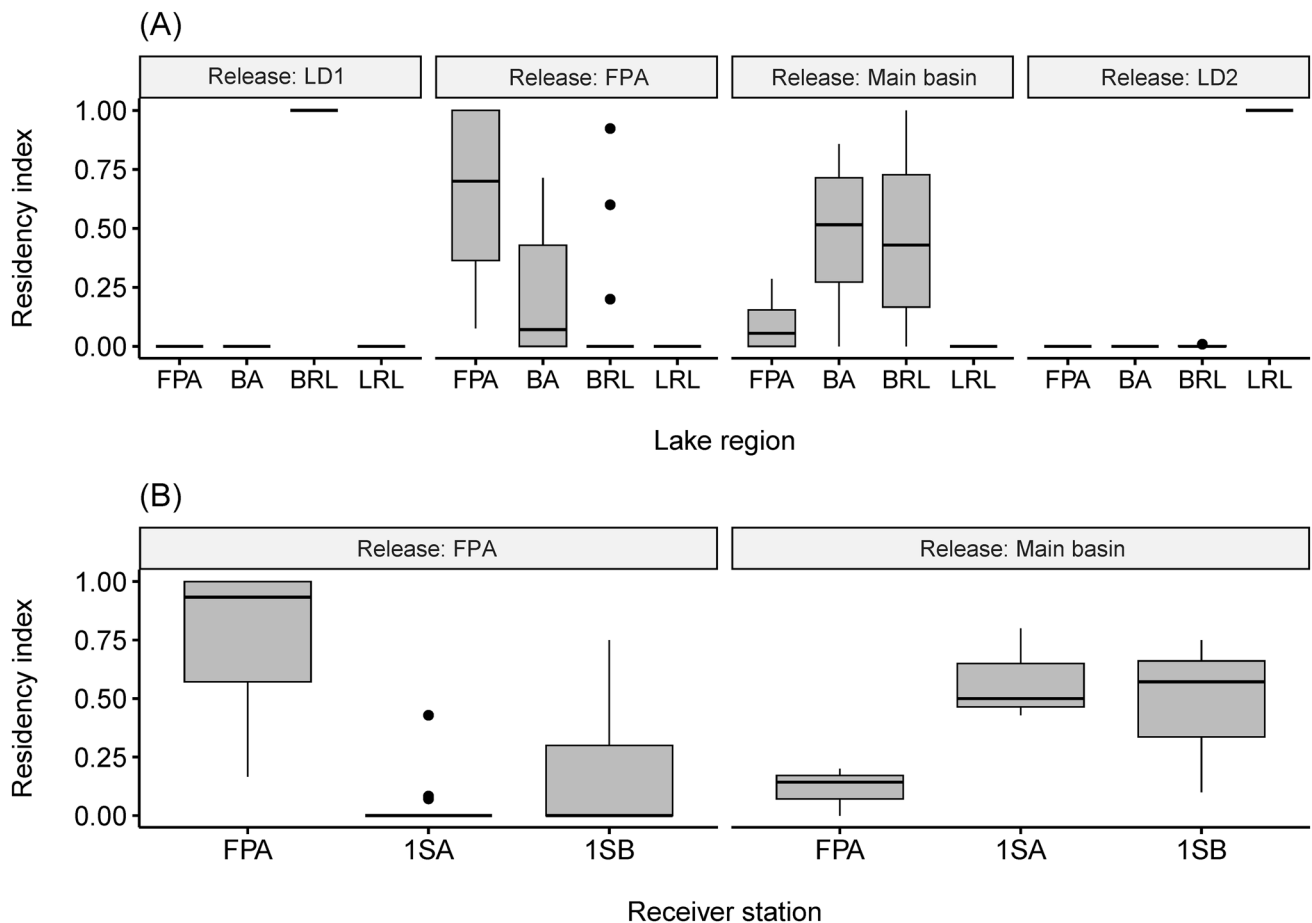 (A)
Release: LD1 Release: FPA Release: Main basin Release: LD2
Residency index
1.00
0.75
0.50
0.25
0.00
FPA BA BRL LRL FPA BA BRL LRL FPA BA BRL LRL FPA BA BRL LRL
Lake region
(B)
Release: FPA Release: Main basin
Residency index
1.00
0.75
0.50
0.25
0.00
FPA 1SA 1SB FPA 1SA 1SB
Receiver station